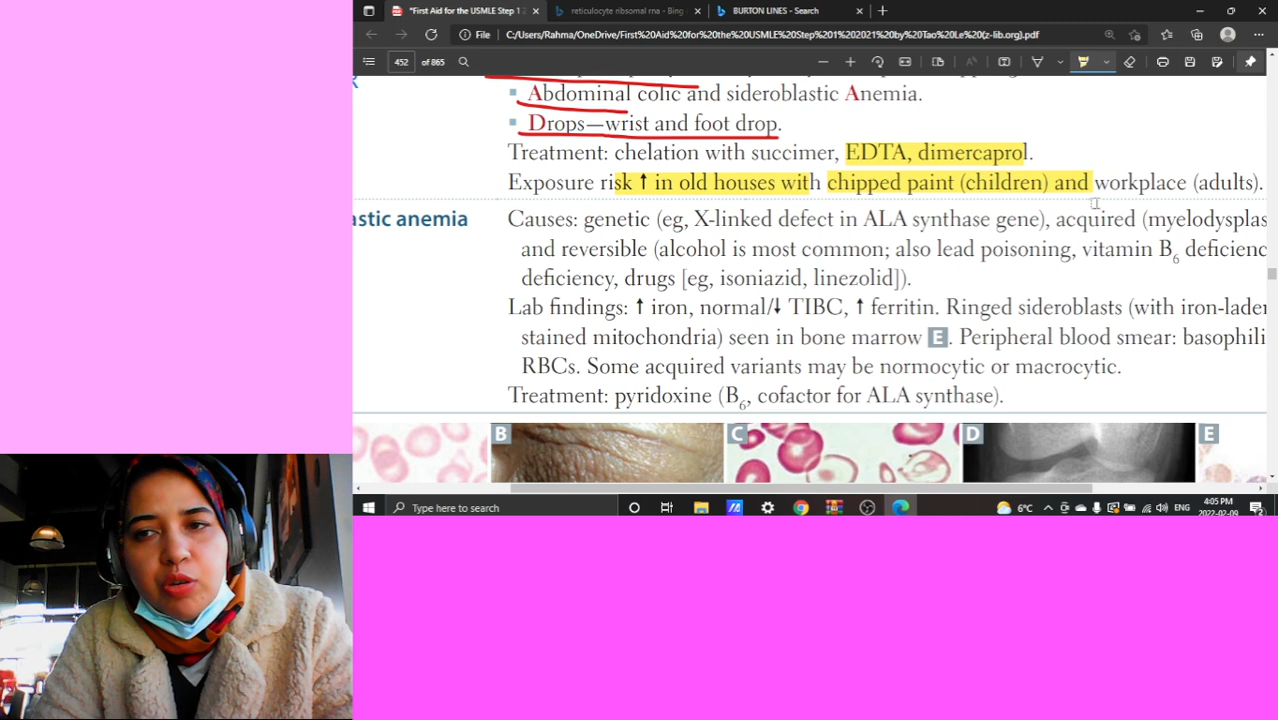 *"First Aid for the USMLE Step 1 2
reticulocyte ribsomal rna - Bing
BURTON LINES - Search
File
C:/Users/Rahma/OneDrive/First%20Aid%20for%20the%20USMLE%20Step%201%202021%20by%20Tao%20Le%20(z-lib.org).pdf
452 of 865
Abdominal colic and sideroblastic Anemia.
Drops—wrist and foot drop.
Treatment: chelation with succimer, EDTA, dimercaprol.
Exposure risk ↑ in old houses with chipped paint (children) and workplace (adults).
astic anemia
Causes: genetic (eg, X-linked defect in ALA synthase gene), acquired (myelodysplas
and reversible (alcohol is most common; also lead poisoning, vitamin B6 deficienc
deficiency, drugs [eg, isoniazid, linezolid]).
Lab findings: ↑ iron, normal/↓ TIBC, ↑ ferritin. Ringed sideroblasts (with iron-lader
stained mitochondria) seen in bone marrow E. Peripheral blood smear: basophili
RBCs. Some acquired variants may be normocytic or macrocytic.
Treatment: pyridoxine (B6, cofactor for ALA synthase).
B
C
D
E
Type here to search
6°C
ENG
4:05 PM
2022-02-09